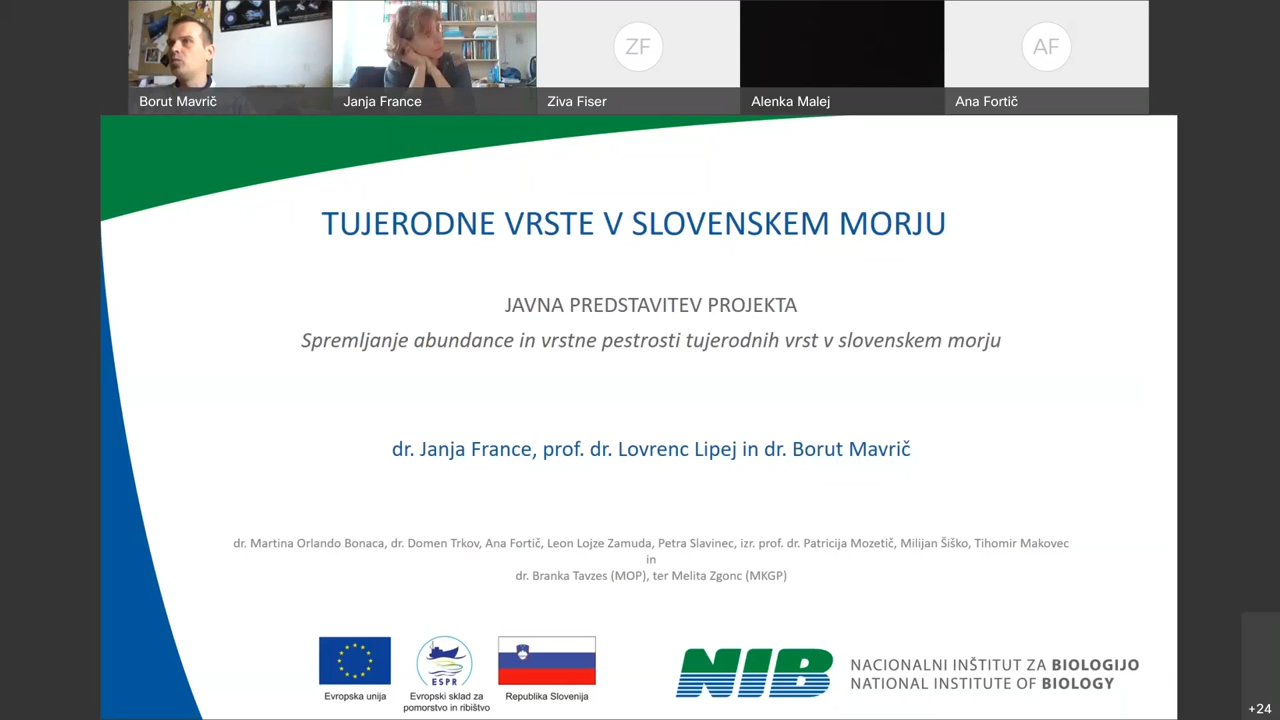 ZF
AF
Borut Mavrič
Janja France
Ziva Fiser
Alenka Malej
Ana Fortič
TUJERODNE VRSTE V SLOVENSKEM MORJU
JAVNA PREDSTAVITEV PROJEKTA
Spremljanje abundance in vrstne pestrosti tujerodnih vrst v slovenskem morju
dr. Janja France, prof. dr. Lovrenc Lipej in dr. Borut Mavrič
dr. Martina Orlando Bonaca, dr. Domen Trkov, Ana Fortič, Leon Lojze Zamuda, Petra Slavinec, izr. prof. dr. Patricija Mozetič, Milijan Šiško, Tihomir Makovec
in
dr. Branka Tavzes (MOP), ter Melita Zgonc (MKGP)
ESPR
Evropska unija
Evropski sklad za
pomorstvo in ribištvo
Republika Slovenija
NIB
NACIONALNI INŠTITUT ZA BIOLOGIJO
NATIONAL INSTITUTE OF BIOLOGY
+24